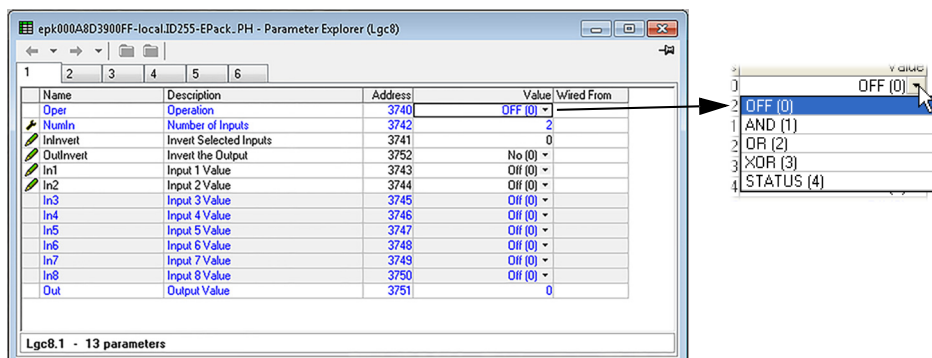 epk000A8D3900FF-local.ID255-EPack_PH - Parameter Explorer (Lgc8)
1 2 3 4 5 6
Name Description Address Value Wired From
Oper Operation 3740 OFF (0)
NumIn Number of Inputs 3742 2
InInvert Invert Selected Inputs 3741 0
OutInvert Invert the Output 3752 No (0)
In1 Input 1 Value 3743 Off (0)
In2 Input 2 Value 3744 Off (0)
In3 Input 3 Value 3745 Off (0)
In4 Input 4 Value 3746 Off (0)
In5 Input 5 Value 3747 Off (0)
In6 Input 6 Value 3748 Off (0)
In7 Input 7 Value 3749 Off (0)
In8 Input 8 Value 3750 Off (0)
Out Output Value 3751 0
Lgc8.1 - 13 parameters
Value
OFF (0)
OFF (0)
AND (1)
OR (2)
XOR (3)
STATUS (4)